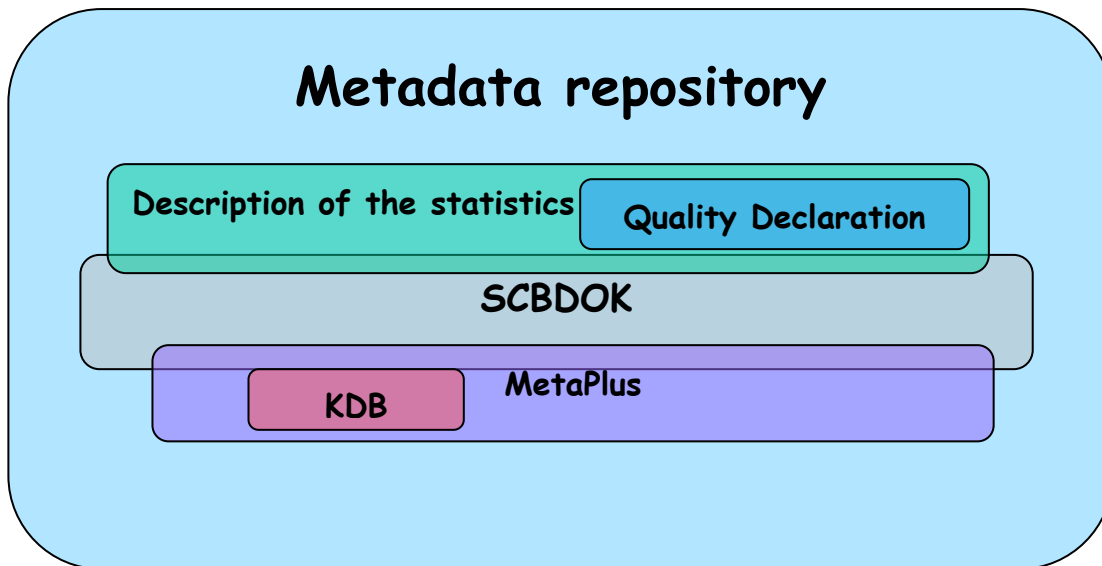 Metadata repository
Description of the statistics
Quality Declaration
SCBDOK
MetaPlus
KDB